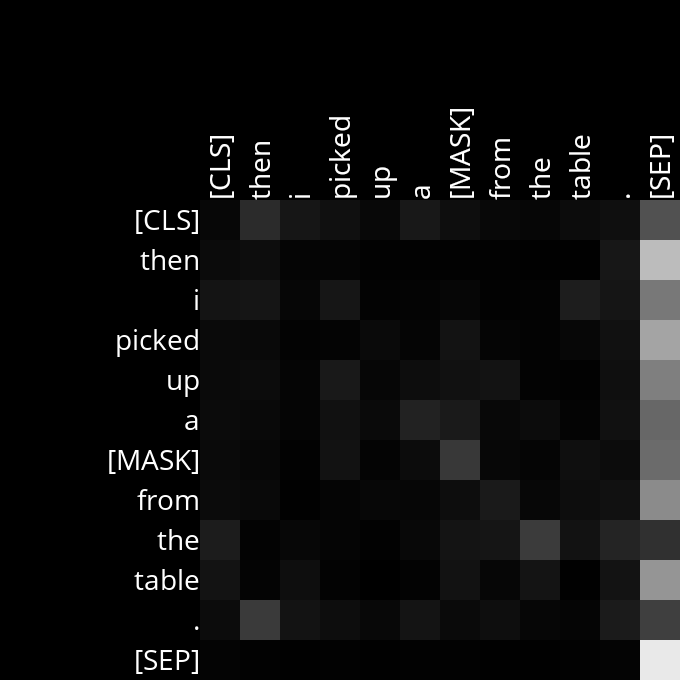 [CLS] then i picked up a [MASK] from the table . [SEP]
[CLS]
then
i
picked
up
a
[MASK]
from
the
table
.
[SEP]